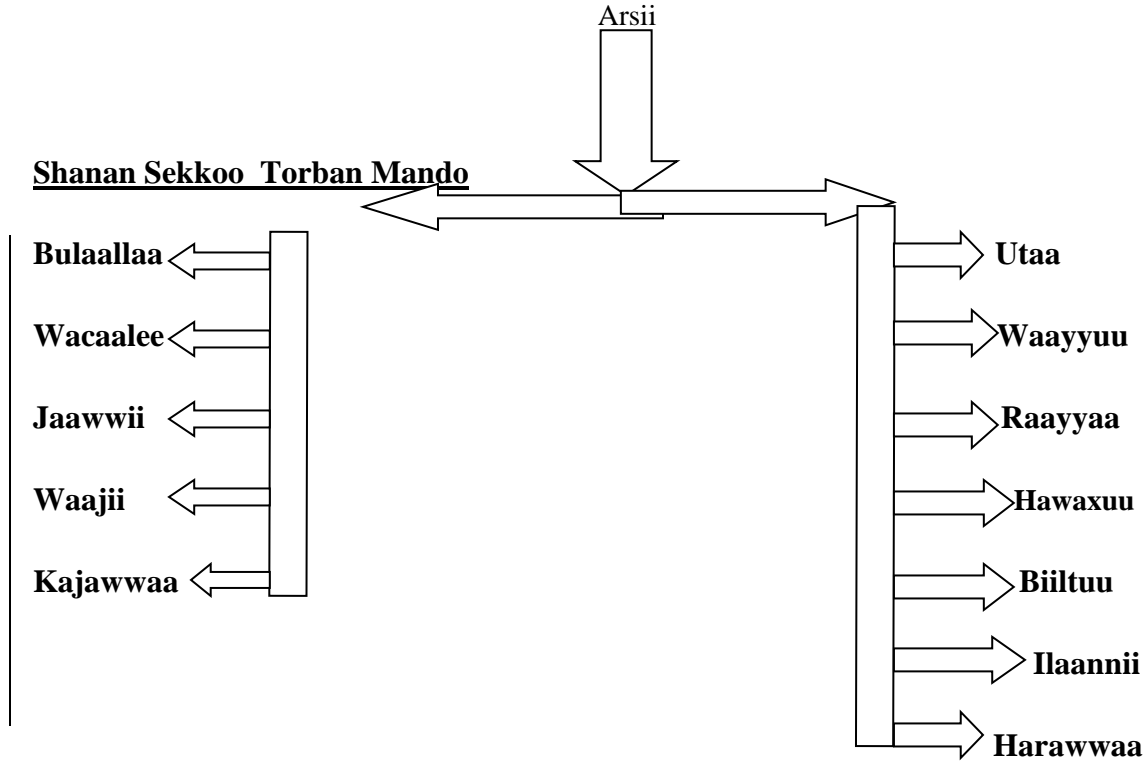 Arsii
Shanan Sekkoo  Torban Mando
Bulaallaa
Wacaalee
Jaawwii
Waajii
Kajawwaa
Utaa
Waayyuu
Raayyaa
Hawaxuu
Biiltuu
Ilaannii
Harawwaa